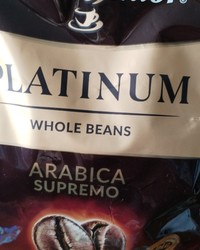 PLATINUM
WHOLE BEANS
ARABICA
SUPREMO